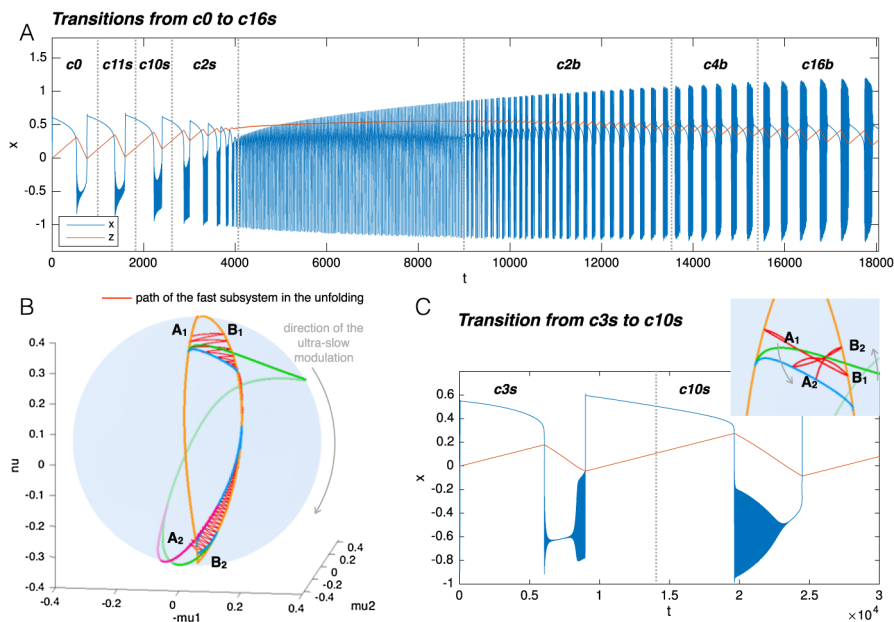 Transitions from c0 to c16s
A
c0 c11s c10s c2s c2b c4b c16b
1.5
1
0.5
0
-0.5
-1
x
x
z
0 2000 4000 6000 8000 10000 12000 14000 16000 18000
t
B
path of the fast subsystem in the unfolding
direction of the
ultra-slow
modulation
A1 B1
A2
B2
0.4
0.3
0.2
0.1
0
-0.1
-0.2
-0.3
-0.4
nu
-0.4 -0.2 0 0.2 0.4
-mu1
0.4
0.2
0
-0.2
-0.4
mu2
C
Transition from c3s to c10s
A1
B2
A2
B1
c3s c10s
0.6
0.4
0.2
0
-0.2
-0.4
-0.6
-0.8
-1
x
0 0.5 1 1.5 2 2.5 3
t
×10^4